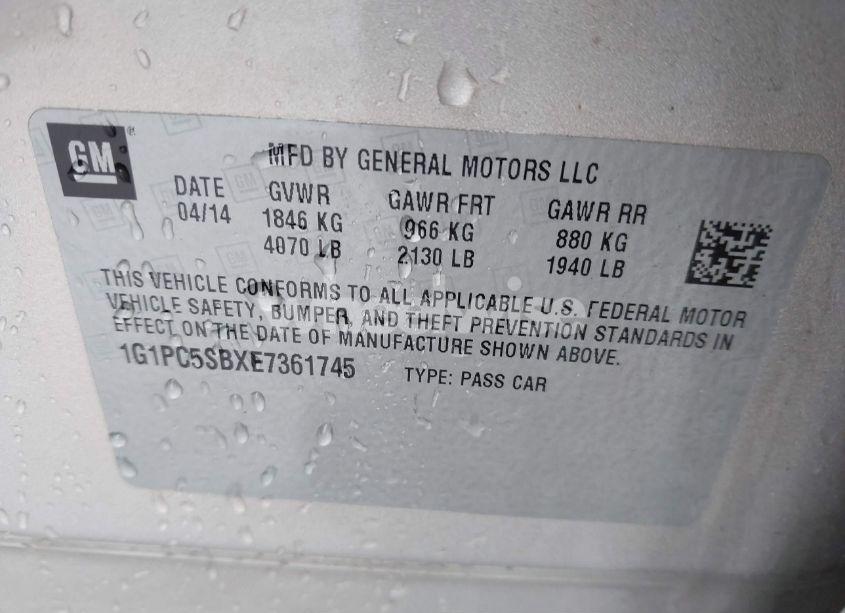 GM
MFD BY GENERAL MOTORS LLC
DATE GVWR GAWR FRT GAWR RR
04/14 1846 KG 966 KG 880 KG
4070 LB 2130 LB 1940 LB
THIS VEHICLE CONFORMS TO ALL APPLICABLE U.S. FEDERAL MOTOR
VEHICLE SAFETY, BUMPER, AND THEFT PREVENTION STANDARDS IN
EFFECT ON THE DATE OF MANUFACTURE SHOWN ABOVE.
1G1PC5SBXE7361745 TYPE: PASS CAR